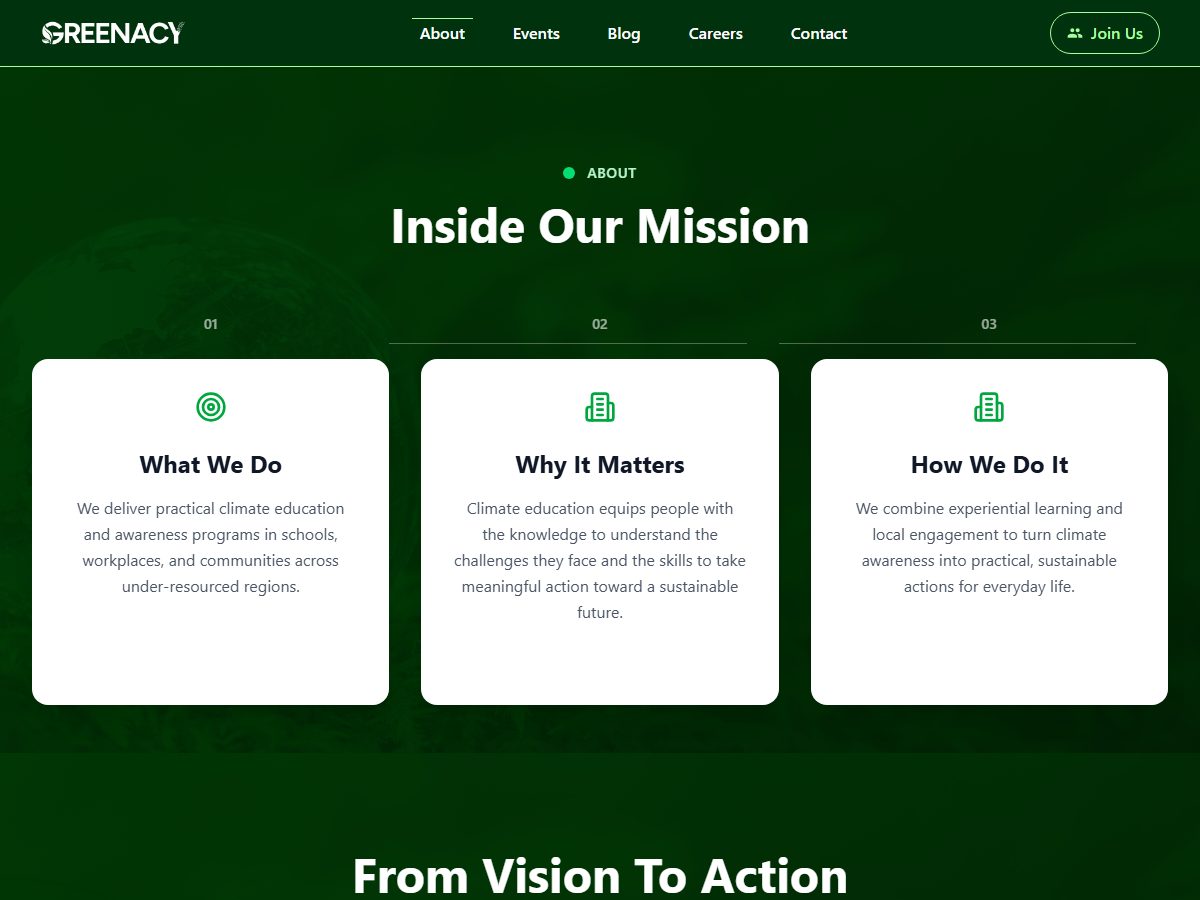 GREENACY
About
Events
Blog
Careers
Contact
Join Us
ABOUT
Inside Our Mission
01
02
03
What We Do
We deliver practical climate education
and awareness programs in schools,
workplaces, and communities across
under-resourced regions.
Why It Matters
Climate education equips people with
the knowledge to understand the
challenges they face and the skills to take
meaningful action toward a sustainable
future.
How We Do It
We combine experiential learning and
local engagement to turn climate
awareness into practical, sustainable
actions for everyday life.
From Vision To Action